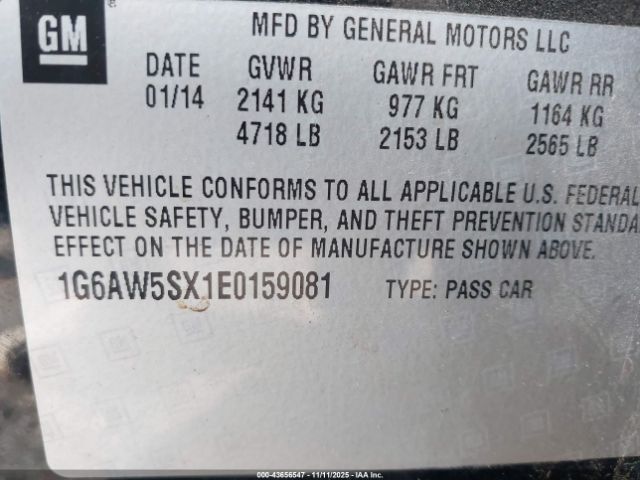 GM
MFD BY GENERAL MOTORS LLC
DATE GVWR GAWR FRT GAWR RR
01/14 2141 KG 977 KG 1164 KG
4718 LB 2153 LB 2565 LB
THIS VEHICLE CONFORMS TO ALL APPLICABLE U.S. FEDERAL
VEHICLE SAFETY, BUMPER, AND THEFT PREVENTION STANDA
EFFECT ON THE DATE OF MANUFACTURE SHOWN ABOVE.
1G6AW5SX1E0159081 TYPE: PASS CAR
www.43656547 - 11/11/2025 - IAA Inc.